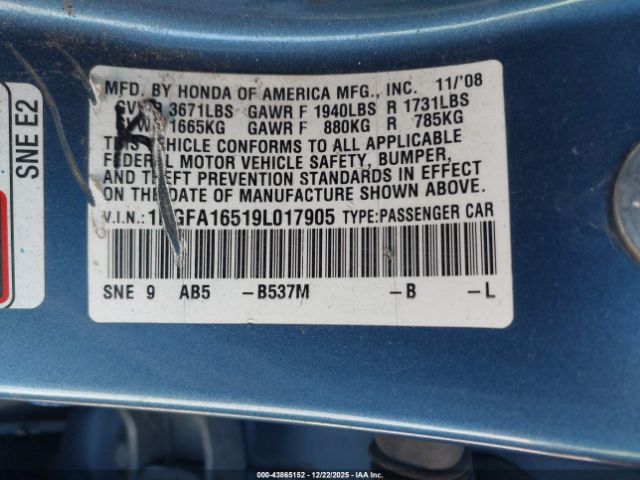 SNE E2
MFD. BY HONDA OF AMERICA MFG., INC. 11/'08
3671LBS GAWR F 1940LBS R 1731LBS
1665KG GAWR F 880KG R 785KG
THIS VEHICLE CONFORMS TO ALL APPLICABLE
FEDERAL MOTOR VEHICLE SAFETY, BUMPER,
AND THEFT PREVENTION STANDARDS IN EFFECT
ON THE DATE OF MANUFACTURE SHOWN ABOVE.
V.I.N.: TYPE:PASSENGER CAR
SNE 9 AB5 -B537M -B -L
000-43865152 | 12/22/2025 | IAA Inc.